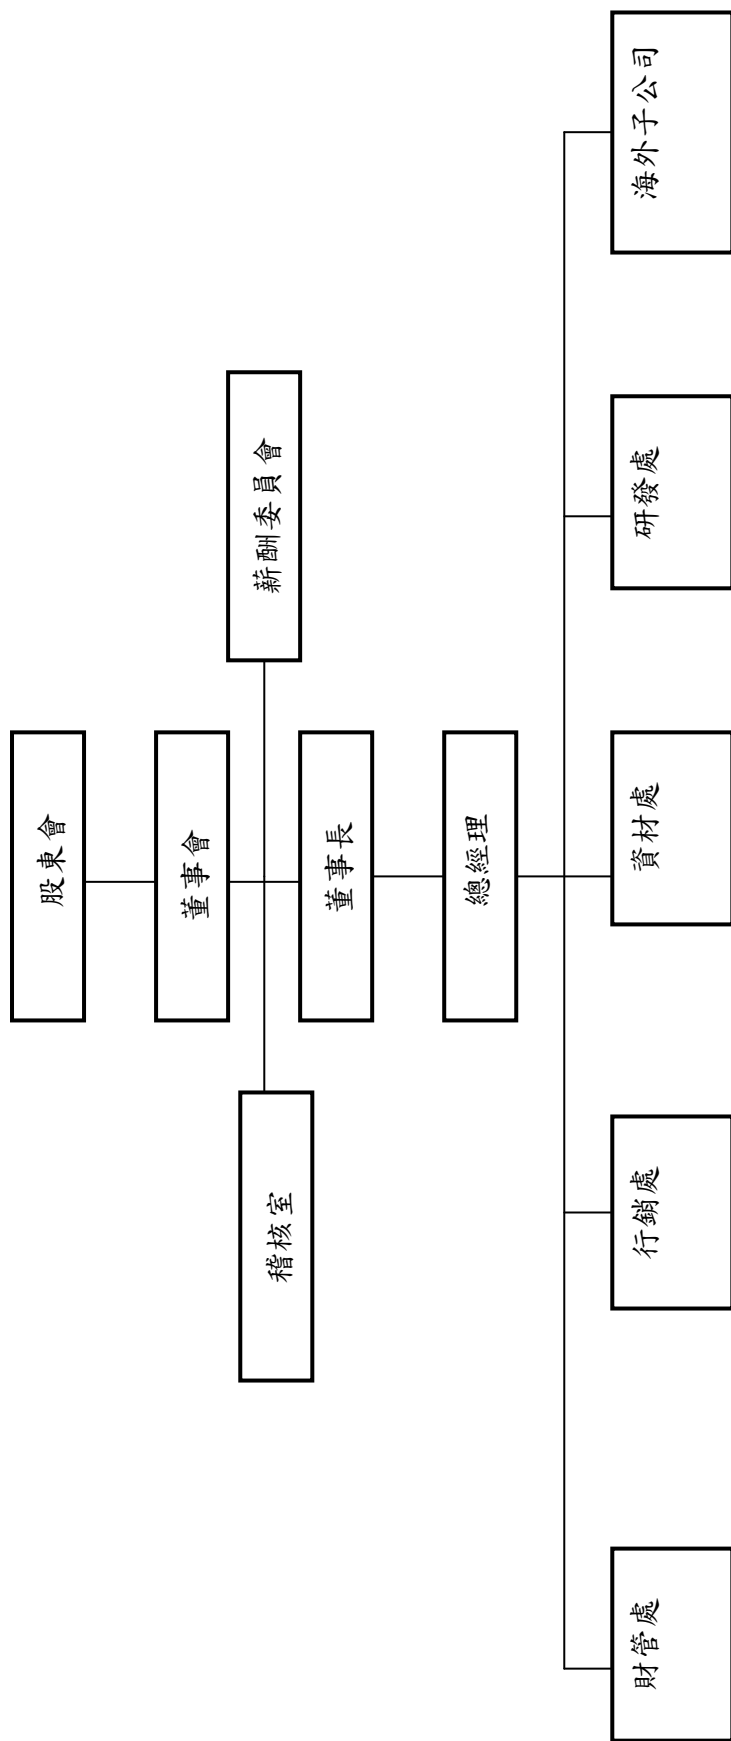 股東會
董事會
稽核室
薪酬委員會
董事長
總經理
財管處
行銷處
資材處
研發處
海外子公司